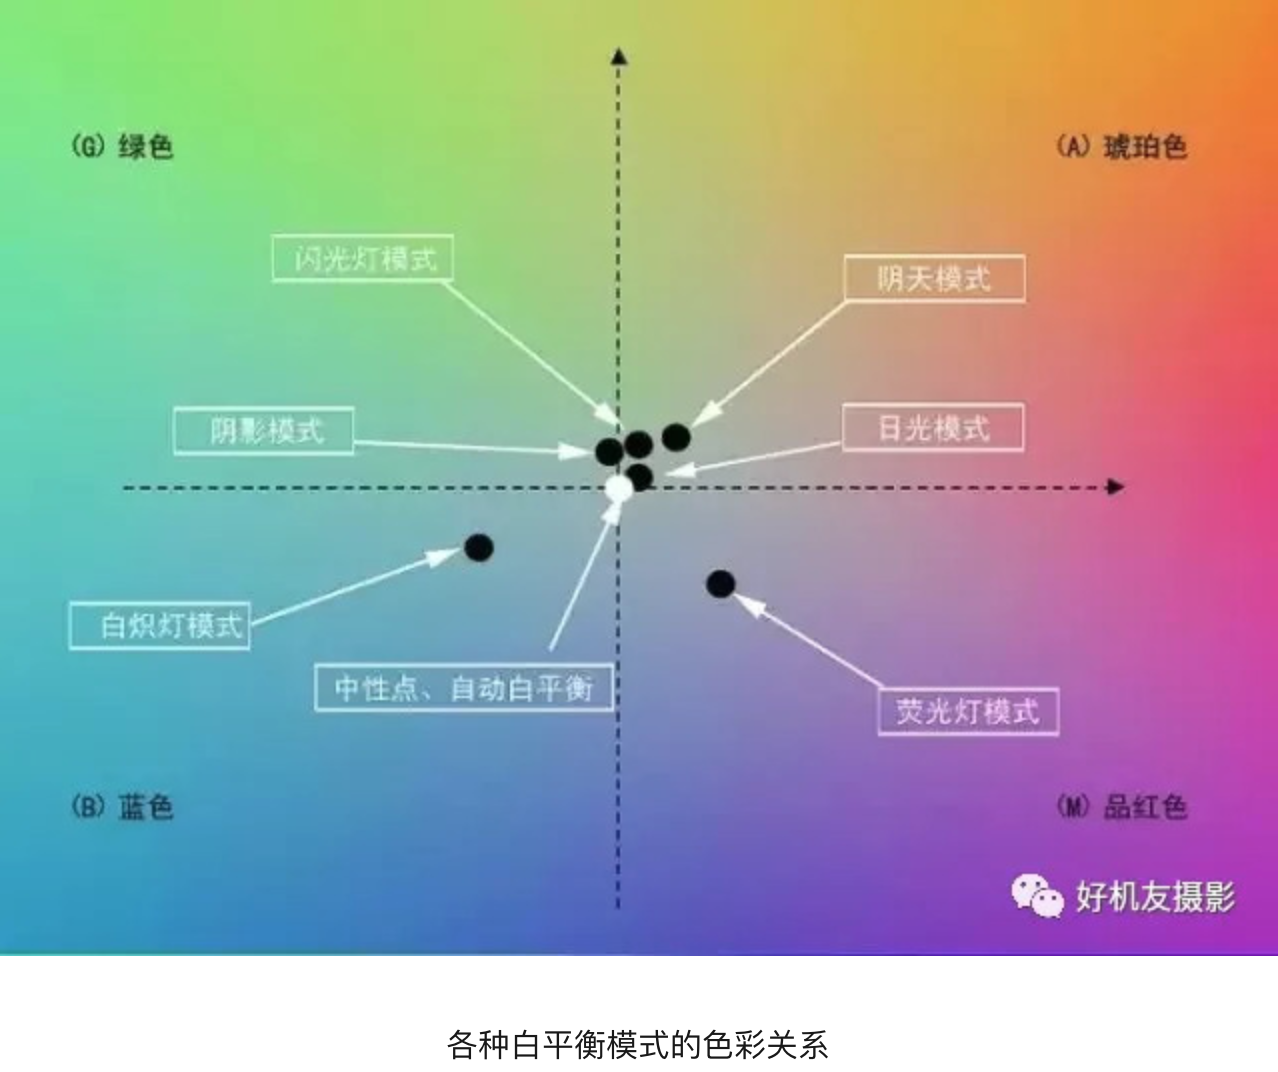 (G) 绿色
(A) 琥珀色
闪光灯模式
阴天模式
阴影模式
日光模式
白炽灯模式
中性点、自动白平衡
荧光灯模式
(B) 蓝色
(M) 品红色
好机友摄影
各种白平衡模式的色彩关系